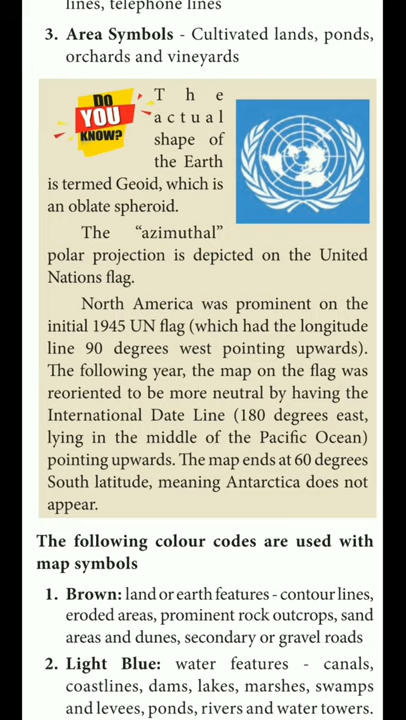 lines, telephone lines
3. Area Symbols - Cultivated lands, ponds,
orchards and vineyards
DO
YOU
KNOW?
The
actual
shape of
the Earth
is termed Geoid, which is
an oblate spheroid.
The “azimuthal”
polar projection is depicted on the United
Nations flag.
North America was prominent on the
initial 1945 UN flag (which had the longitude
line 90 degrees west pointing upwards).
The following year, the map on the flag was
reoriented to be more neutral by having the
International Date Line (180 degrees east,
lying in the middle of the Pacific Ocean)
pointing upwards. The map ends at 60 degrees
South latitude, meaning Antarctica does not
appear.
The following colour codes are used with
map symbols
1. Brown: land or earth features - contour lines,
eroded areas, prominent rock outcrops, sand
areas and dunes, secondary or gravel roads
2. Light Blue: water features - canals,
coastlines, dams, lakes, marshes, swamps
and levees, ponds, rivers and water towers.